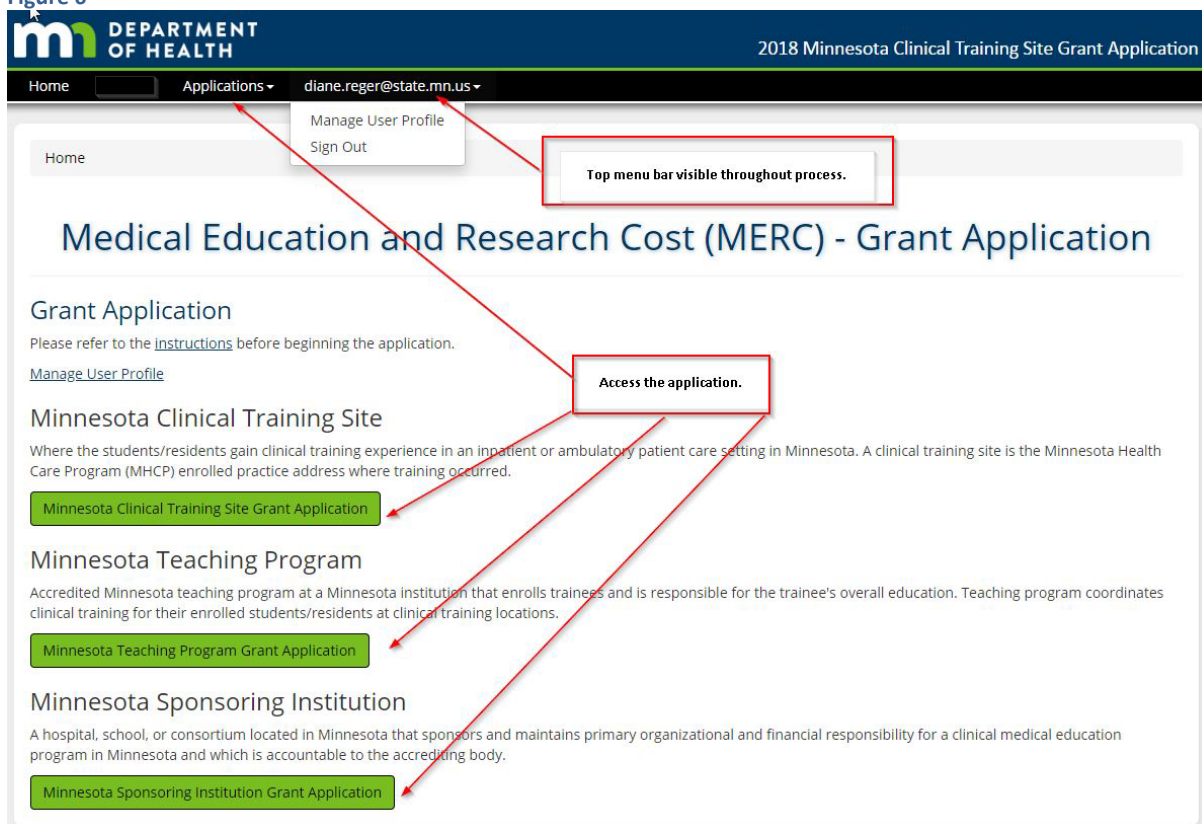 Figure 6
DEPARTMENT
OF HEALTH
2018 Minnesota Clinical Training Site Grant Application
Home
Applications
diane.reger@state.mn.us
Manage User Profile
Sign Out
Home
Top menu bar visible throughout process.
Medical Education and Research Cost (MERC) - Grant Application
Grant Application
Please refer to the instructions before beginning the application.
Manage User Profile
Access the application.
Minnesota Clinical Training Site
Where the students/residents gain clinical training experience in an inpatient or ambulatory patient care setting in Minnesota. A clinical training site is the Minnesota Health
Care Program (MHCP) enrolled practice address where training occurred.
Minnesota Clinical Training Site Grant Application
Minnesota Teaching Program
Accredited Minnesota teaching program at a Minnesota institution that enrolls trainees and is responsible for the trainee's overall education. Teaching program coordinates
clinical training for their enrolled students/residents at clinical training locations.
Minnesota Teaching Program Grant Application
Minnesota Sponsoring Institution
A hospital, school, or consortium located in Minnesota that sponsors and maintains primary organizational and financial responsibility for a clinical medical education
program in Minnesota and which is accountable to the accrediting body.
Minnesota Sponsoring Institution Grant Application